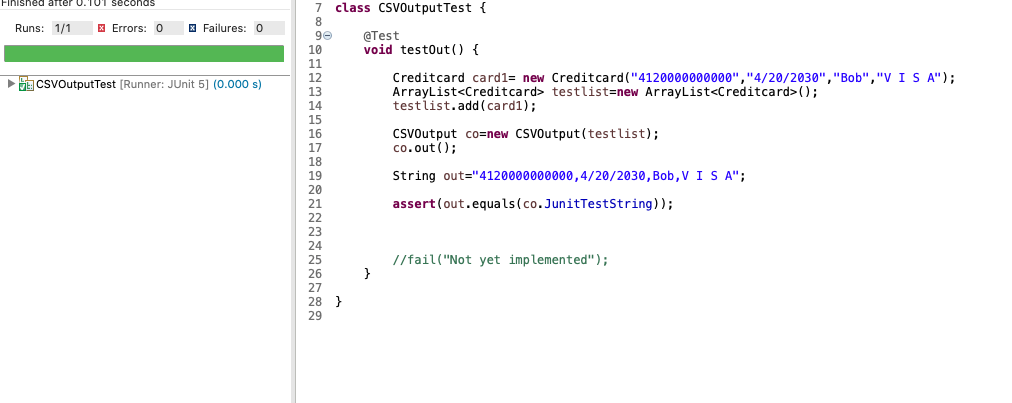 Finished after 0.101 seconds
Runs: 1/1 Errors: 0 Failures: 0
CSVOutputTest [Runner: JUnit 5] (0.000 s)
7 class CSVOutputTest {
8
9 @Test
10 void testOut() {
11
12 Creditcard card1= new Creditcard("4120000000000","4/20/2030","Bob","V I S A");
13 ArrayList<Creditcard> testlist=new ArrayList<Creditcard>();
14 testlist.add(card1);
15
16 CSVOutput co=new CSVOutput(testlist);
17 co.out();
18
19 String out="4120000000000,4/20/2030,Bob,V I S A";
20
21 assert(out.equals(co.JunitTestString));
22
23
24
25 //fail("Not yet implemented");
26 }
27
28 }
29